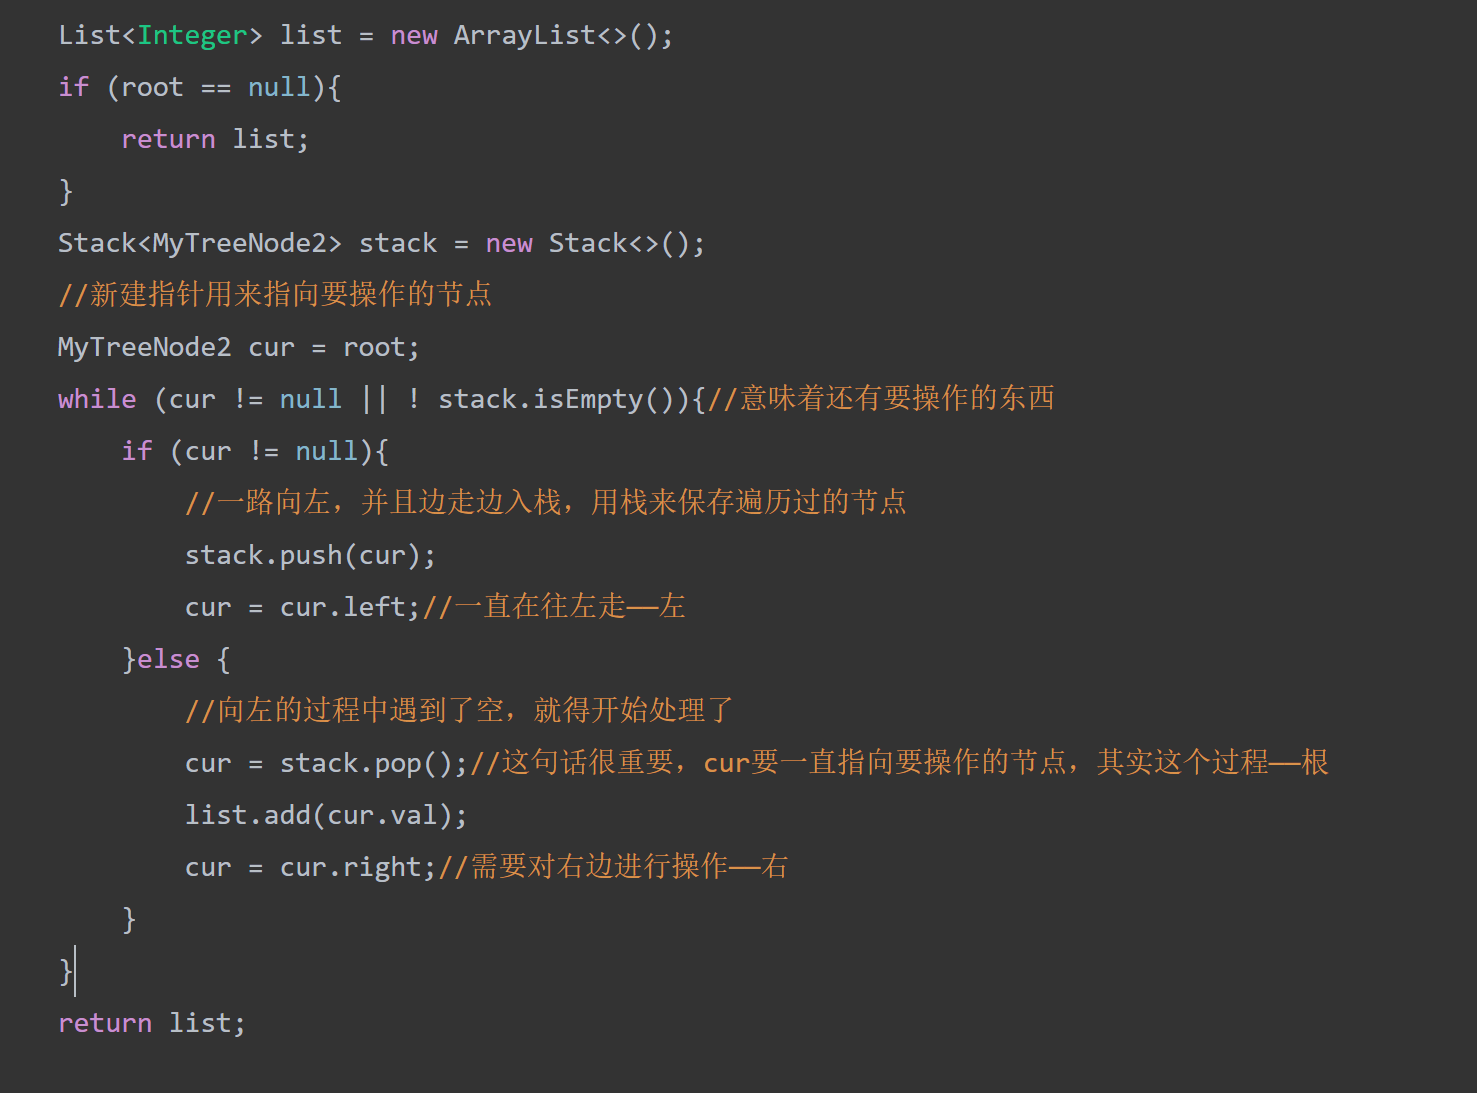 List<Integer> list = new ArrayList<>();
if (root == null){
    return list;
}
Stack<MyTreeNode2> stack = new Stack<>();
//新建指针用来指向要操作的节点
MyTreeNode2 cur = root;
while (cur != null || ! stack.isEmpty()){//意味着还有要操作的东西
    if (cur != null){
        //一路向左，并且边走边入栈，用栈来保存遍历过的节点
        stack.push(cur);
        cur = cur.left;//一直在往左走——左
    }else {
        //向左的过程中遇到了空，就得开始处理了
        cur = stack.pop();//这句话很重要，cur要一直指向要操作的节点，其实这个过程——根
        list.add(cur.val);
        cur = cur.right;//需要对右边进行操作——右
    }
}
return list;